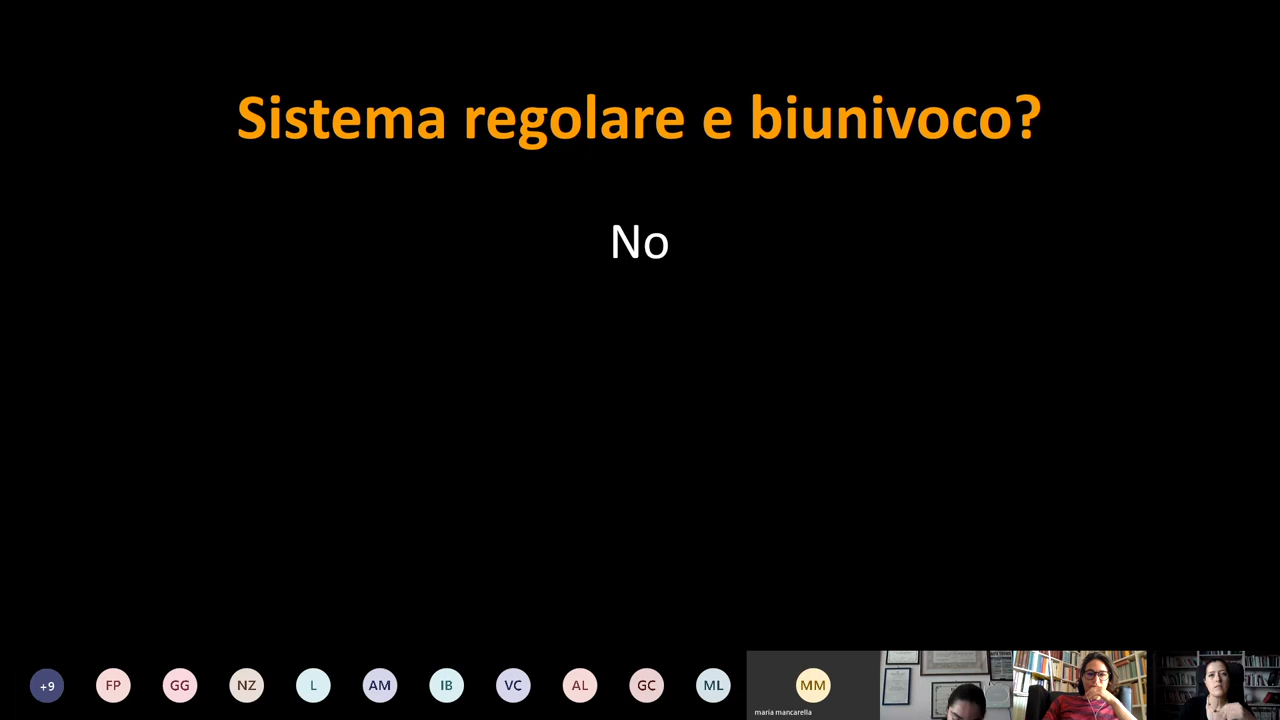 Sistema regolare e biunivoco?
No
+9
FP
GG
NZ
L
AM
IB
VC
AL
GC
ML
MM
maria mancarella